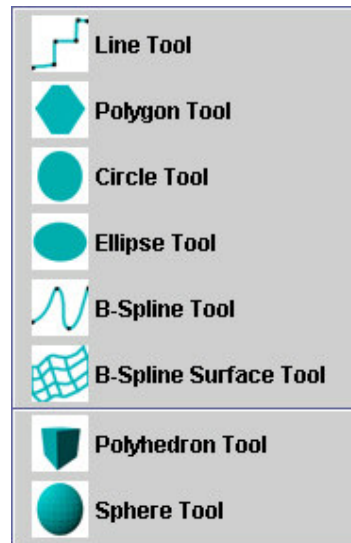 Line Tool
Polygon Tool
Circle Tool
Ellipse Tool
B-Spline Tool
B-Spline Surface Tool
Polyhedron Tool
Sphere Tool